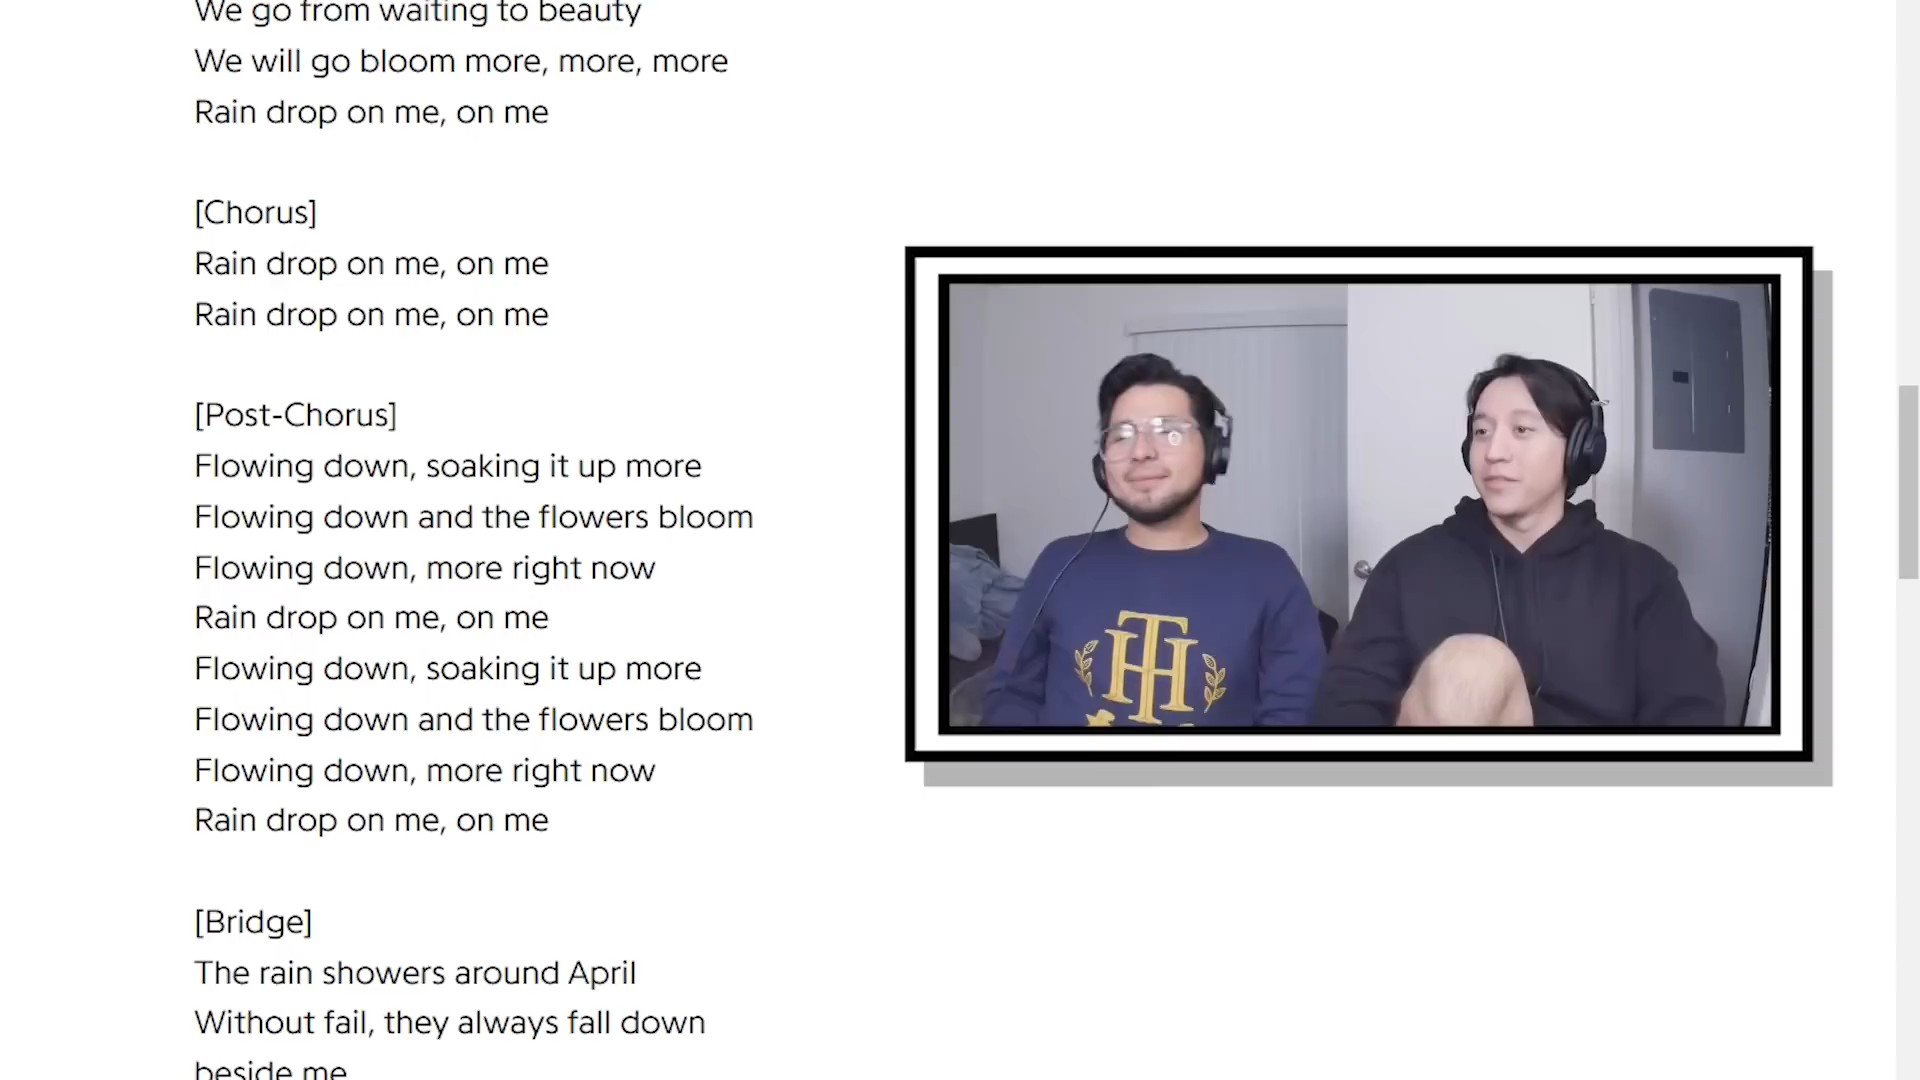 We go from waiting to beauty
We will go bloom more, more, more
Rain drop on me, on me
[Chorus]
Rain drop on me, on me
Rain drop on me, on me
[Post-Chorus]
Flowing down, soaking it up more
Flowing down and the flowers bloom
Flowing down, more right now
Rain drop on me, on me
Flowing down, soaking it up more
Flowing down and the flowers bloom
Flowing down, more right now
Rain drop on me, on me
[Bridge]
The rain showers around April
Without fail, they always fall down
beside me
TH